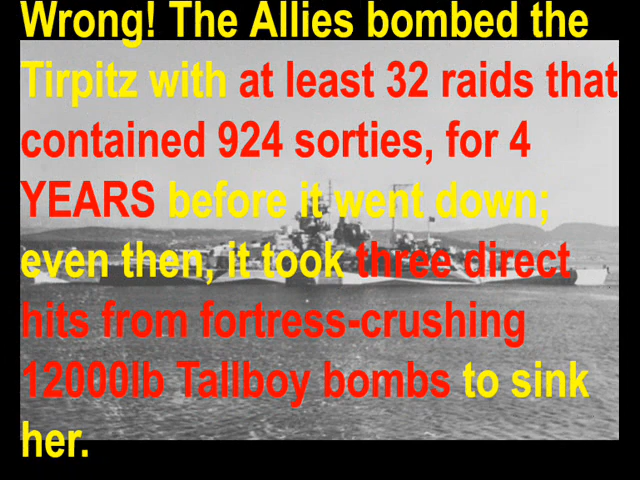 Wrong! The Allies bombed the
Tirpitz with at least 32 raids that
contained 924 sorties, for 4
YEARS before it went down;
even then, it took three direct
hits from fortress-crushing
12000lb Tallboy bombs to sink
her.